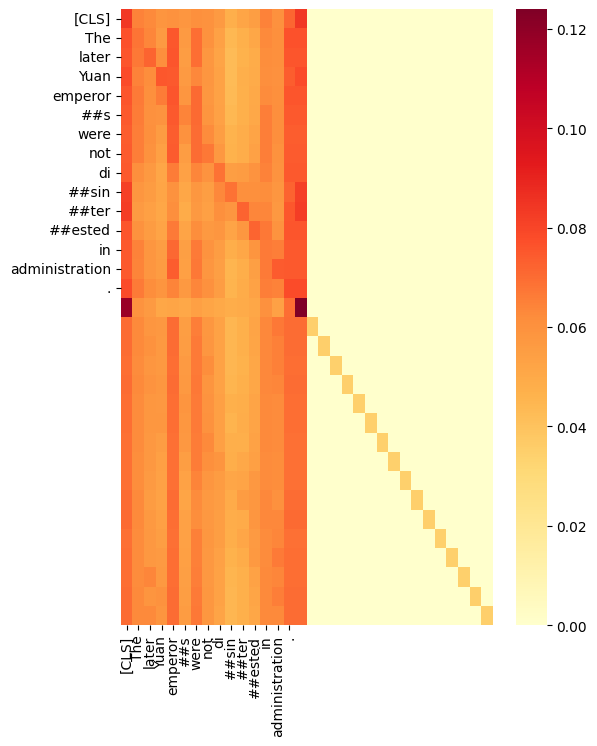 [CLS]
The
later
Yuan
emperor
##s
were
not
di
##sin
##ter
##ested
in
administration
.
0.12
0.10
0.08
0.06
0.04
0.02
0.00
[CLS]
The
later
Yuan
emperor
##s
were
not
di
##sin
##ter
##ested
in
administration
.